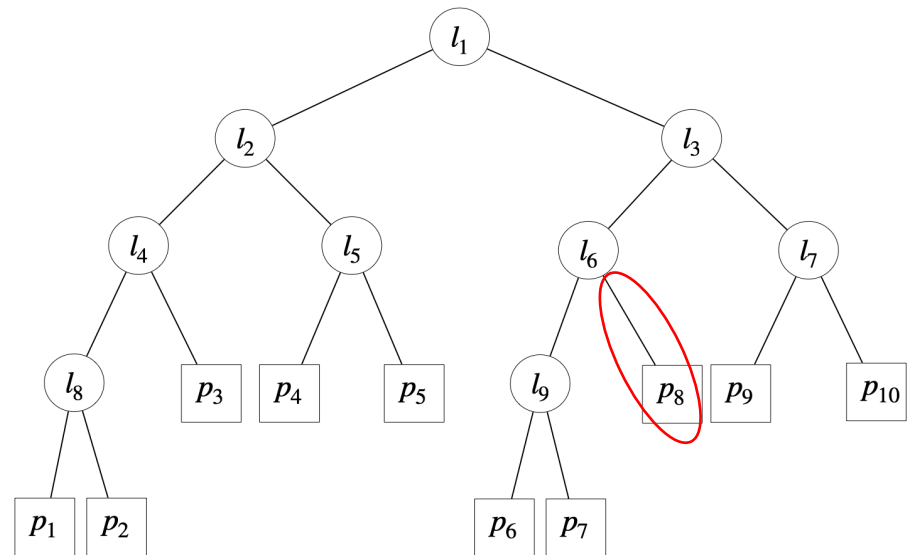 l₁
l₂ l₃
l₄ l₅ l₆ l₇
l₈ p₃ p₄ p₅ l₉ p₈ p₉ p₁₀
p₁ p₂ p₆ p₇